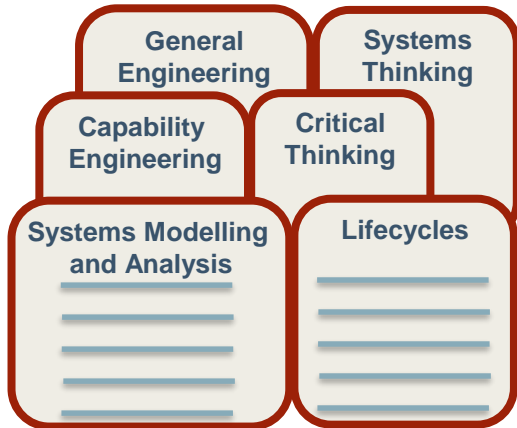 General
Engineering
Systems
Thinking
Capability
Engineering
Critical
Thinking
Systems Modelling
and Analysis
Lifecycles